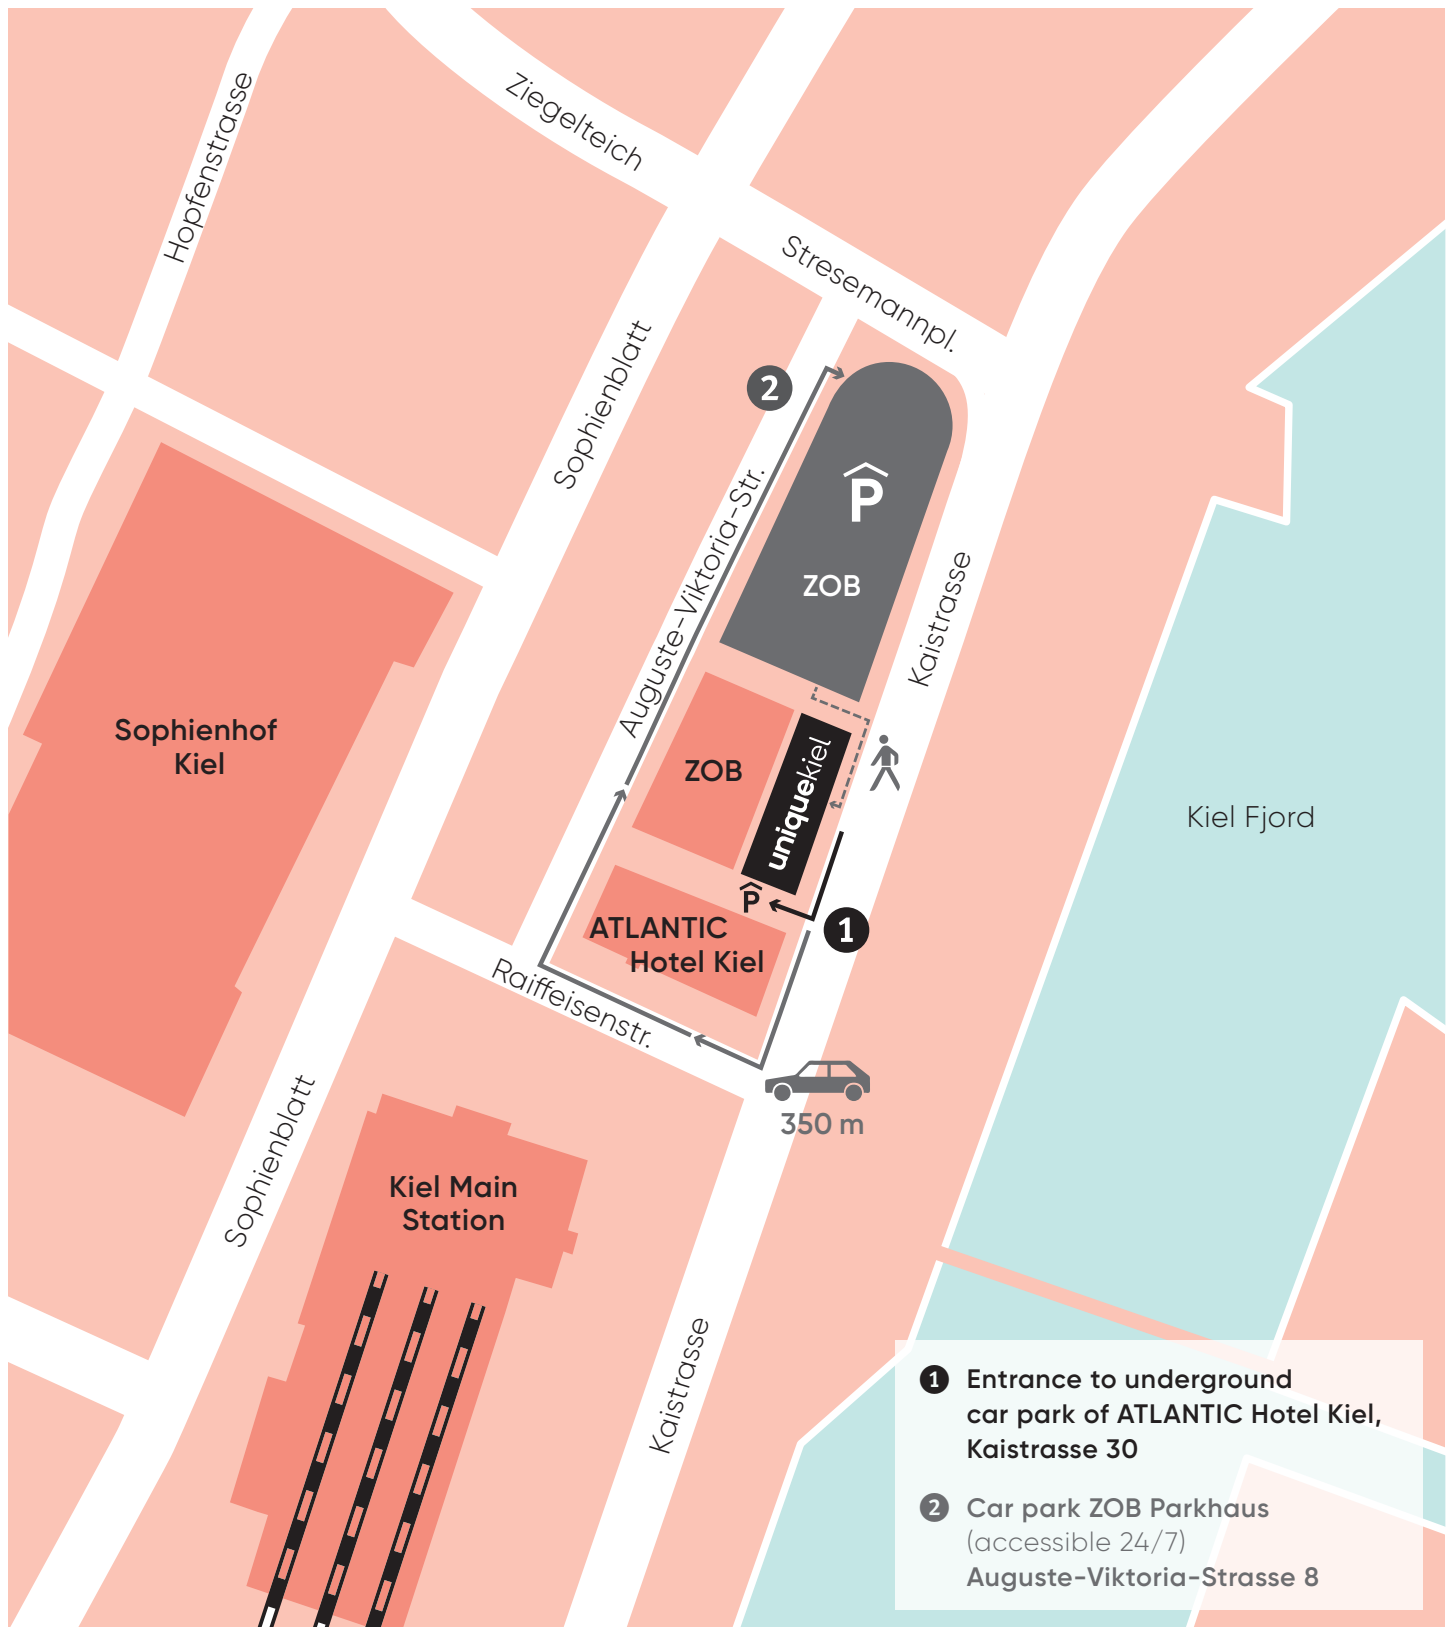 Hopfenstrasse
Ziegelteich
Stresemannpl.
Sophienblatt
2
Auguste-Viktoria-Str.
P
ZOB
Kaistrasse
Sophienhof
Kiel
ZOB
uniquekiel
Kiel Fjord
P
1
ATLANTIC
Hotel Kiel
Raiffeisenstr.
350 m
Sophienblatt
Kiel Main
Station
Kaistrasse
1 Entrance to underground
car park of ATLANTIC Hotel Kiel,
Kaistrasse 30
2 Car park ZOB Parkhaus
(accessible 24/7)
Auguste-Viktoria-Strasse 8